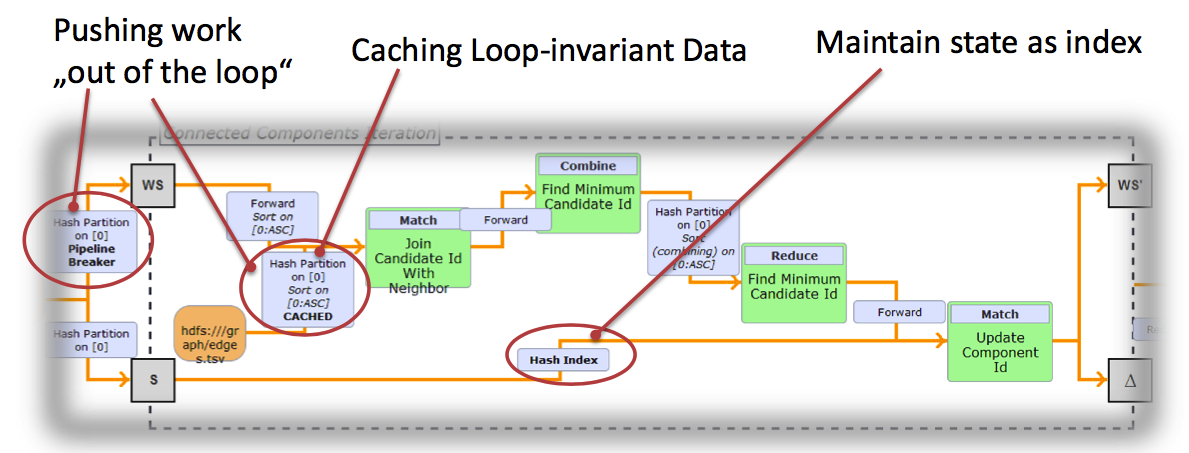 Pushing work
„out of the loop“
Caching Loop-invariant Data
Maintain state as index
Connected Components Iteration
WS
Hash Partition
on [0]
Pipeline
Breaker
Hash Partition
on [0]
S
Forward
Sort on
[0:ASC]
Hash Partition
on [0]
Sort on
[0:ASC]
CACHED
hdfs:///gr
aph/edge
s.tsv
Match
Join
Candidate Id
With
Neighbor
Forward
Combine
Find Minimum
Candidate Id
Hash Partition
on [0]
Sort
(combining) on
[0:ASC]
Hash Index
Reduce
Find Minimum
Candidate Id
Forward
Match
Update
Component
Id
WS'
Δ